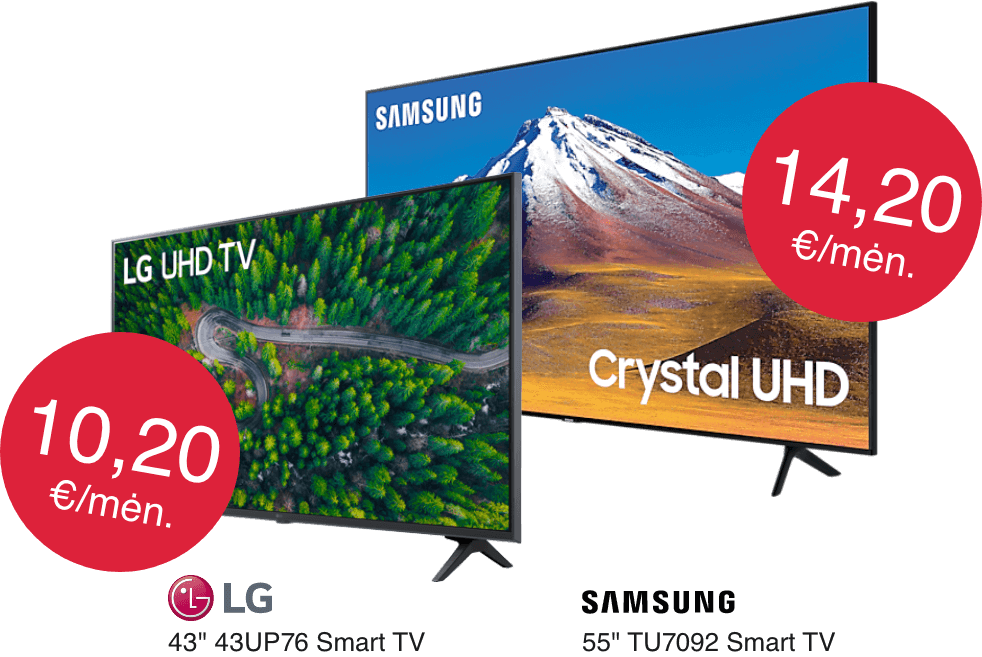 SAMSUNG
14,20
€/mėn.
LG UHD TV
Crystal UHD
10,20
€/mėn.
LG
43" 43UP76 Smart TV
SAMSUNG
55" TU7092 Smart TV